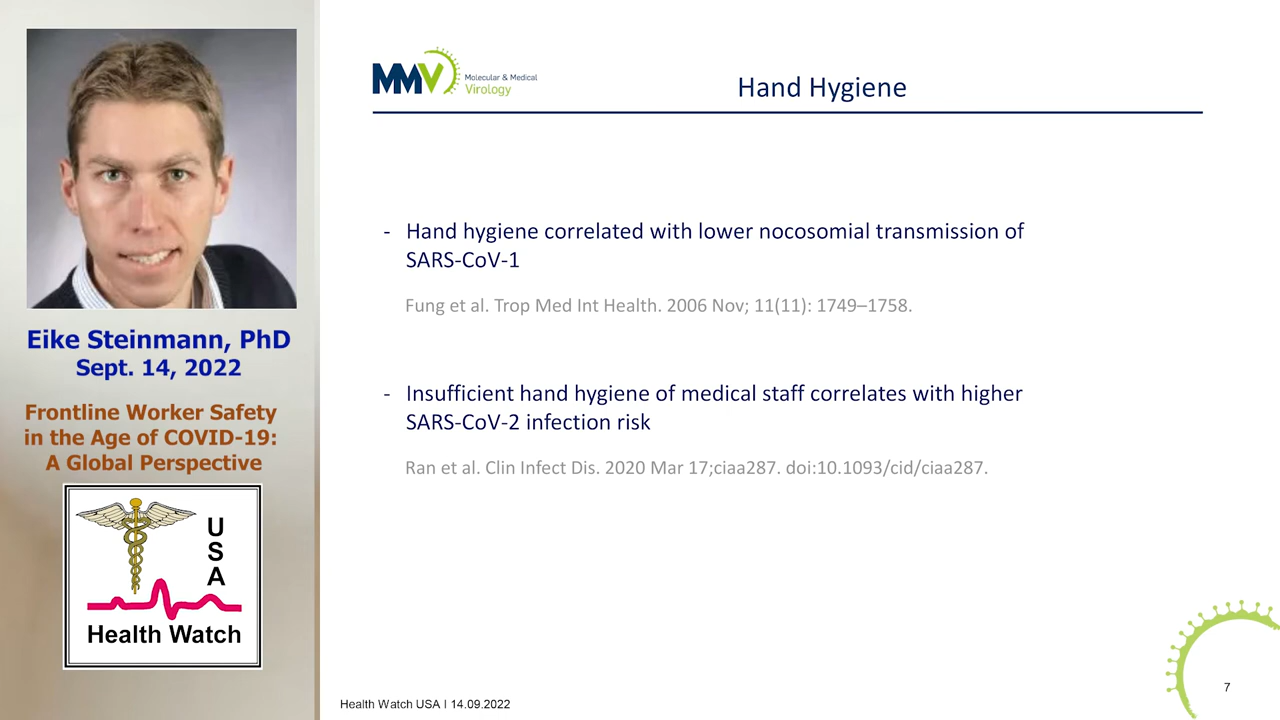 Eike Steinmann, PhD
Sept. 14, 2022
Frontline Worker Safety
in the Age of COVID-19:
A Global Perspective
U
S
A
Health Watch
MMV Molecular & Medical
Virology
Hand Hygiene
- Hand hygiene correlated with lower nocosomial transmission of
SARS-CoV-1
Fung et al. Trop Med Int Health. 2006 Nov; 11(11): 1749–1758.
- Insufficient hand hygiene of medical staff correlates with higher
SARS-CoV-2 infection risk
Ran et al. Clin Infect Dis. 2020 Mar 17;ciaa287. doi:10.1093/cid/ciaa287.
Health Watch USA I 14.09.2022
7